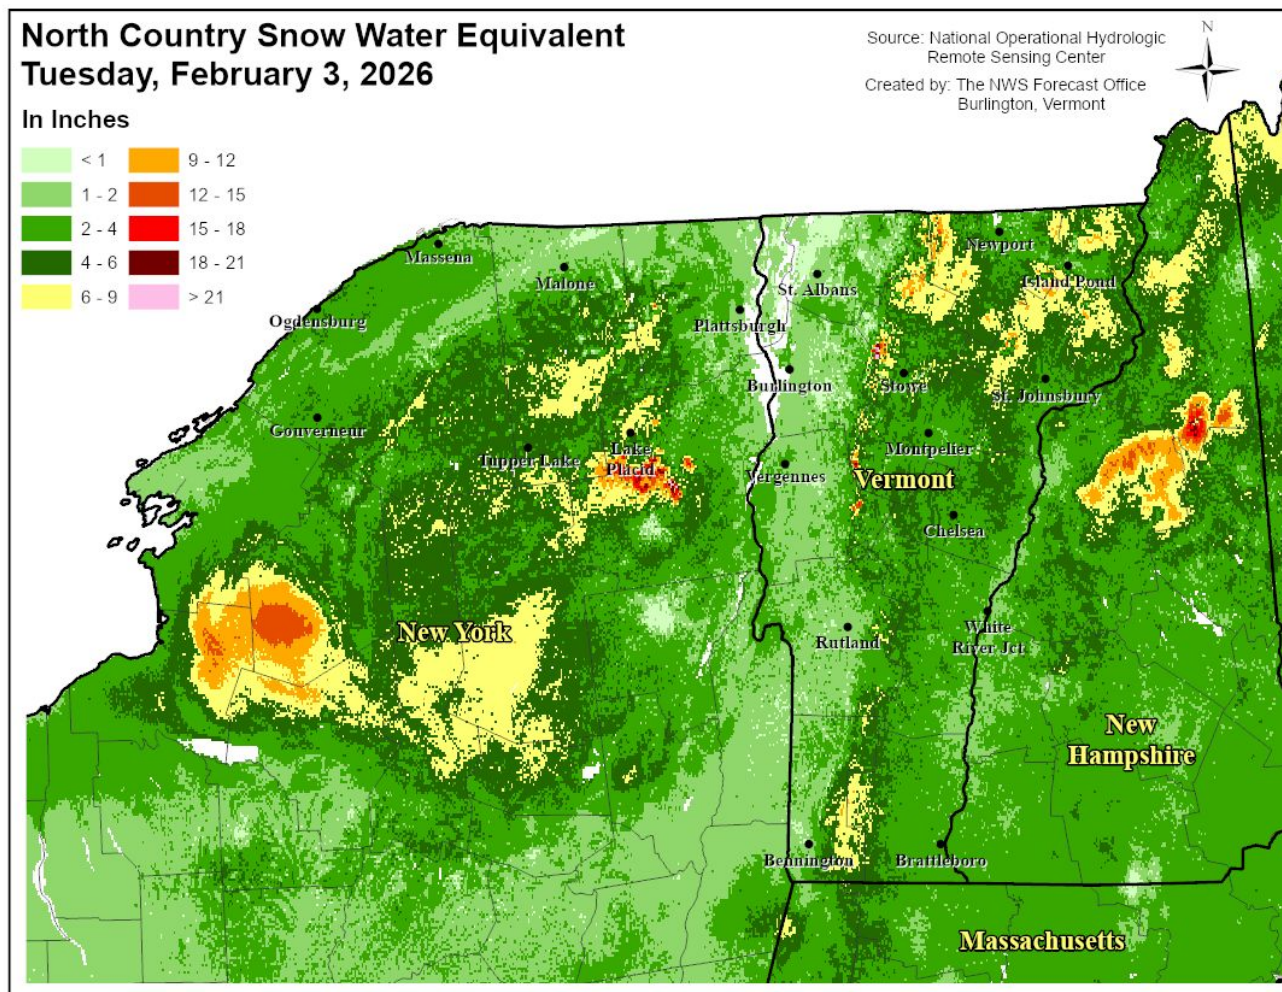 North Country Snow Water Equivalent
Tuesday, February 3, 2026
Source: National Operational Hydrologic
Remote Sensing Center
Created by: The NWS Forecast Office
Burlington, Vermont
N
In Inches
< 1
9 - 12
1 - 2
12 - 15
2 - 4
15 - 18
4 - 6
18 - 21
6 - 9
> 21
Massena
Malone
Ogdensburg
Plattsburgh
St. Albans
Newport
Island Pond
Burlington
Stowe
St. Johnsbury
Gouverneur
Tupper Lake
Lake
Placid
Vergennes
Montpelier
Vermont
Chelsea
New York
Rutland
White
River Jct
New
Hampshire
Bennington
Brattleboro
Massachusetts